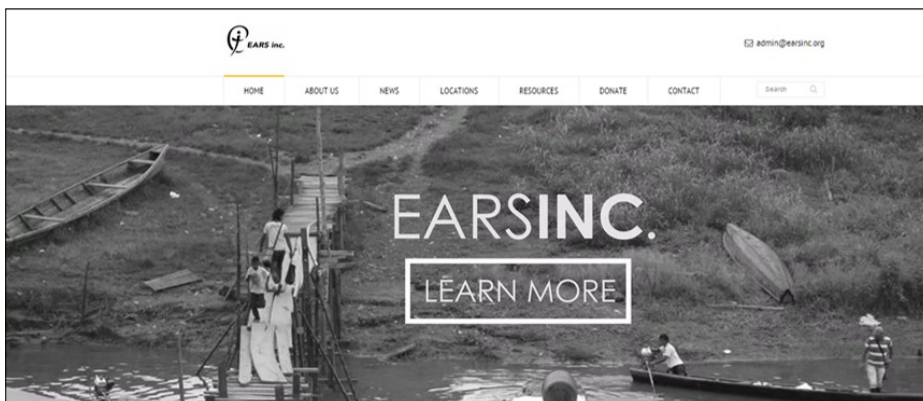 EARS inc.
admin@earsinc.org
HOME ABOUT US NEWS LOCATIONS RESOURCES DONATE CONTACT Search
EARSINC.
LEARN MORE